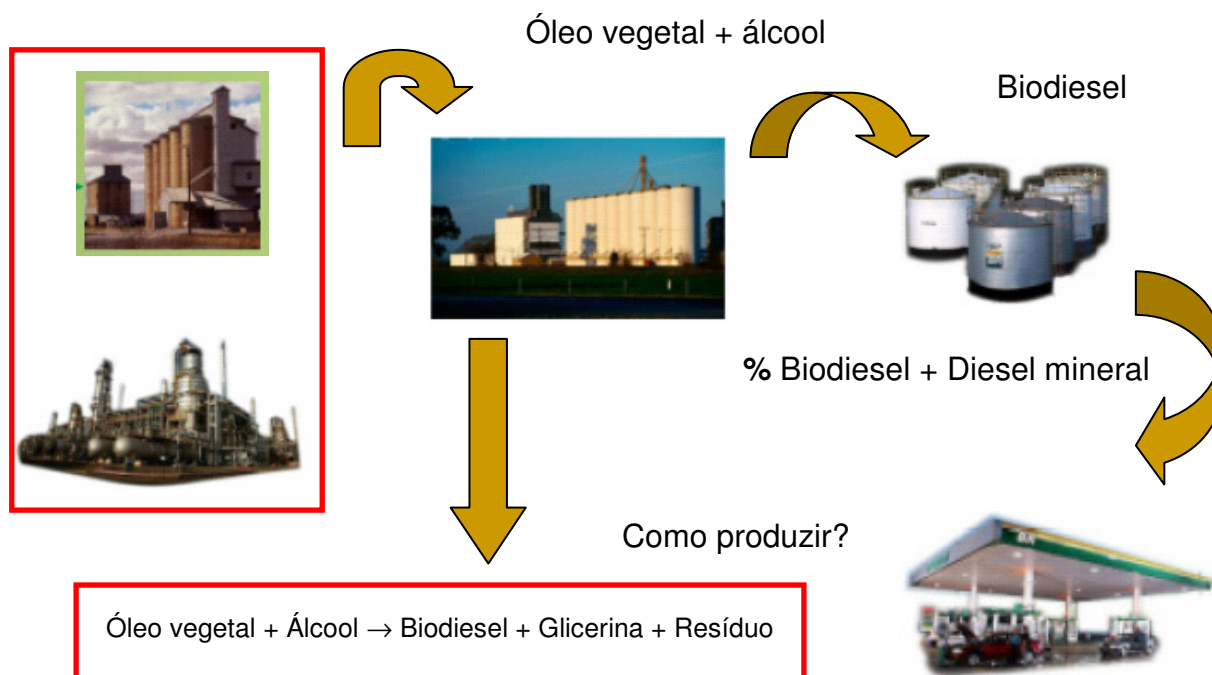 Óleo vegetal + álcool
Biodiesel
% Biodiesel + Diesel mineral
Como produzir?
Óleo vegetal + Álcool → Biodiesel + Glicerina + Resíduo